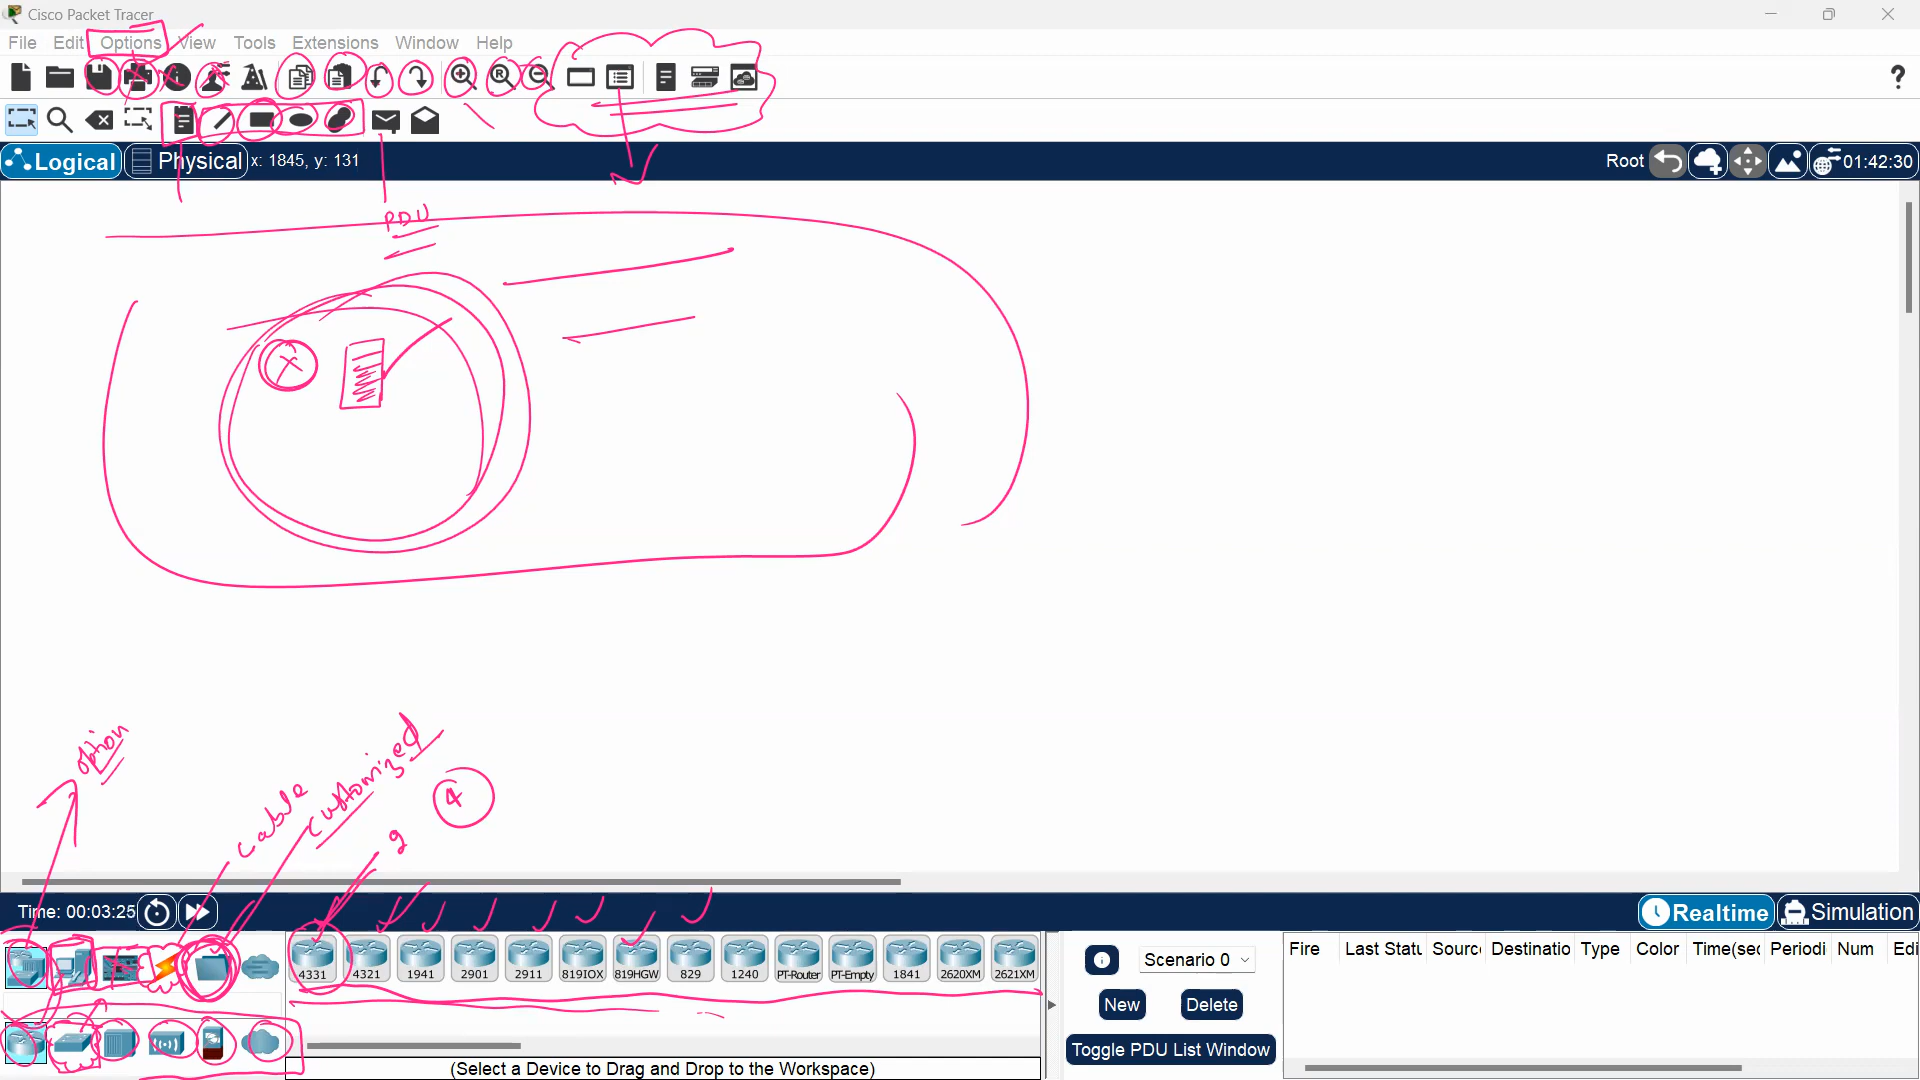 Cisco Packet Tracer
File Edit Options View Tools Extensions Window Help
Logical Physical x: 1845, y: 131 Root 01:42:30
PDU
X
option
cable
customized
4
Time: 00:03:25 Realtime Simulation
4331 4321 1941 2901 2911 819IOX 819HGW 829 1240 PT-Router PT-Empty 1841 2620XM 2621XM
Scenario 0
New Delete
Toggle PDU List Window
Fire Last Statu Sourc Destinatio Type Color Time(sec Periodi Num Edi
(Select a Device to Drag and Drop to the Workspace)